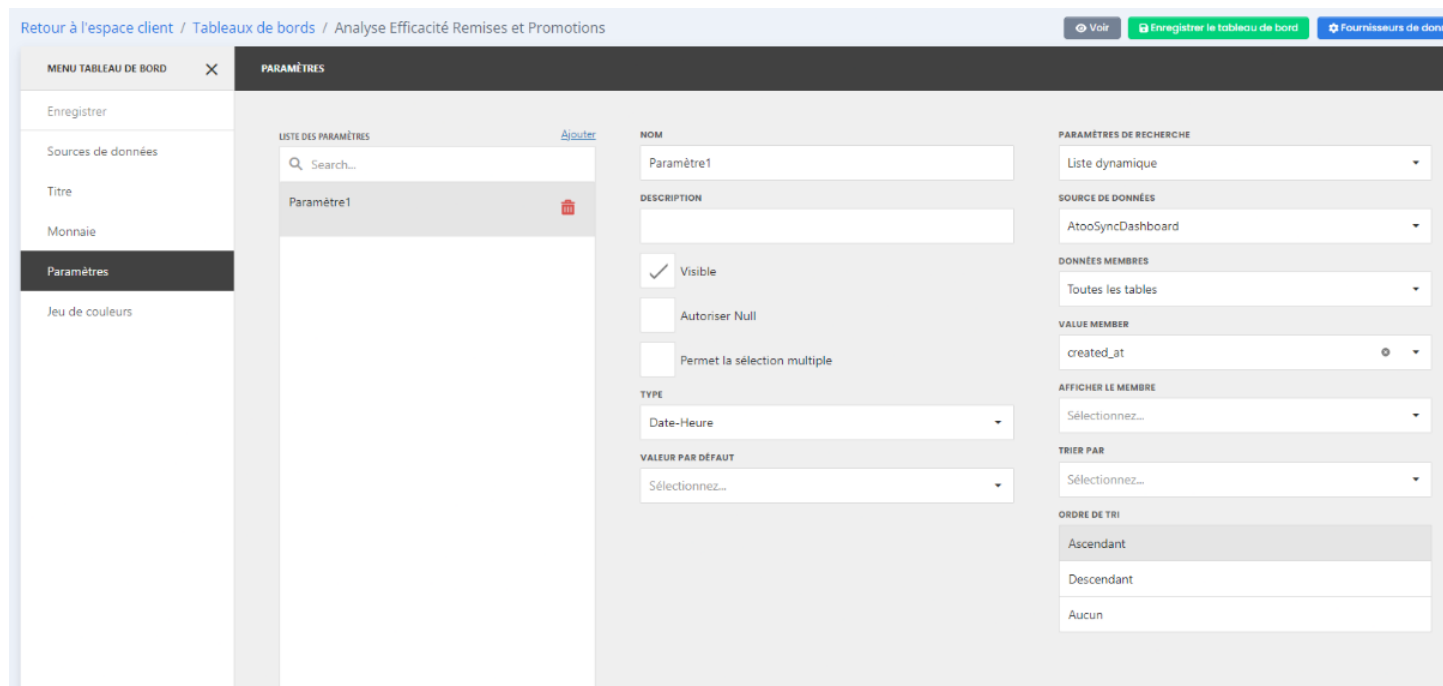 Retour à l'espace client / Tableaux de bords / Analyse Efficacité Remises et Promotions
Voir
Enregistrer le tableau de bord
Fournisseurs de don
MENU TABLEAU DE BORD
PARAMÈTRES
Enregistrer
Sources de données
Titre
Monnaie
Paramètres
Jeu de couleurs
LISTE DES PARAMÈTRES
Ajouter
Search...
Paramètre1
NOM
Paramètre1
DESCRIPTION
Visible
Autoriser Null
Permet la sélection multiple
TYPE
Date-Heure
VALEUR PAR DÉFAUT
Sélectionnez...
PARAMÈTRES DE RECHERCHE
Liste dynamique
SOURCE DE DONNÉES
AtooSyncDashboard
DONNÉES MEMBRES
Toutes les tables
VALUE MEMBER
created_at
AFFICHER LE MEMBRE
Sélectionnez...
TRIER PAR
Sélectionnez...
ORDRE DE TRI
Ascendant
Descendant
Aucun